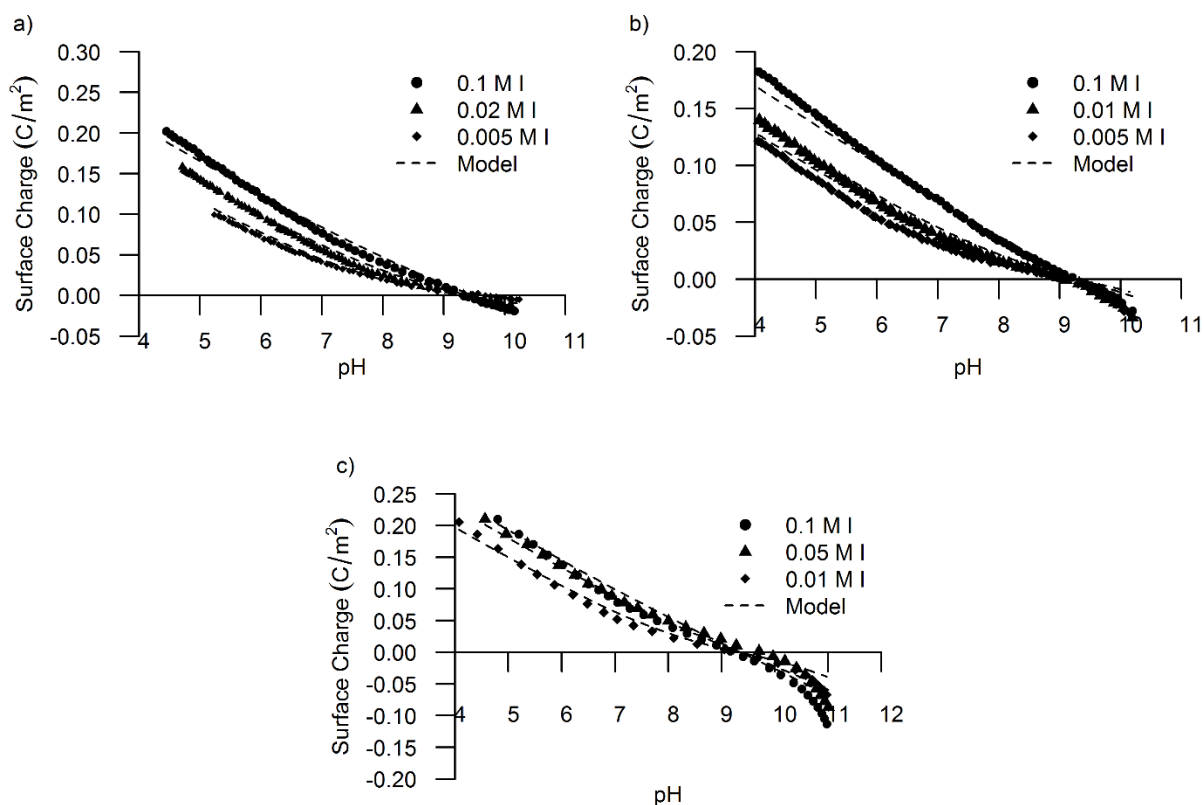 a)
0.30
0.25
0.20
0.15
0.10
0.05
0.00
-0.05
Surface Charge (C/m²)
4 5 6 7 8 9 10 11
pH
0.1 M I
0.02 M I
0.005 M I
Model
b)
0.20
0.15
0.10
0.05
0.00
-0.05
Surface Charge (C/m²)
4 5 6 7 8 9 10 11
pH
0.1 M I
0.01 M I
0.005 M I
Model
c)
0.25
0.20
0.15
0.10
0.05
0.00
-0.05
-0.10
-0.15
-0.20
Surface Charge (C/m²)
4 5 6 7 8 9 10 11 12
pH
0.1 M I
0.05 M I
0.01 M I
Model